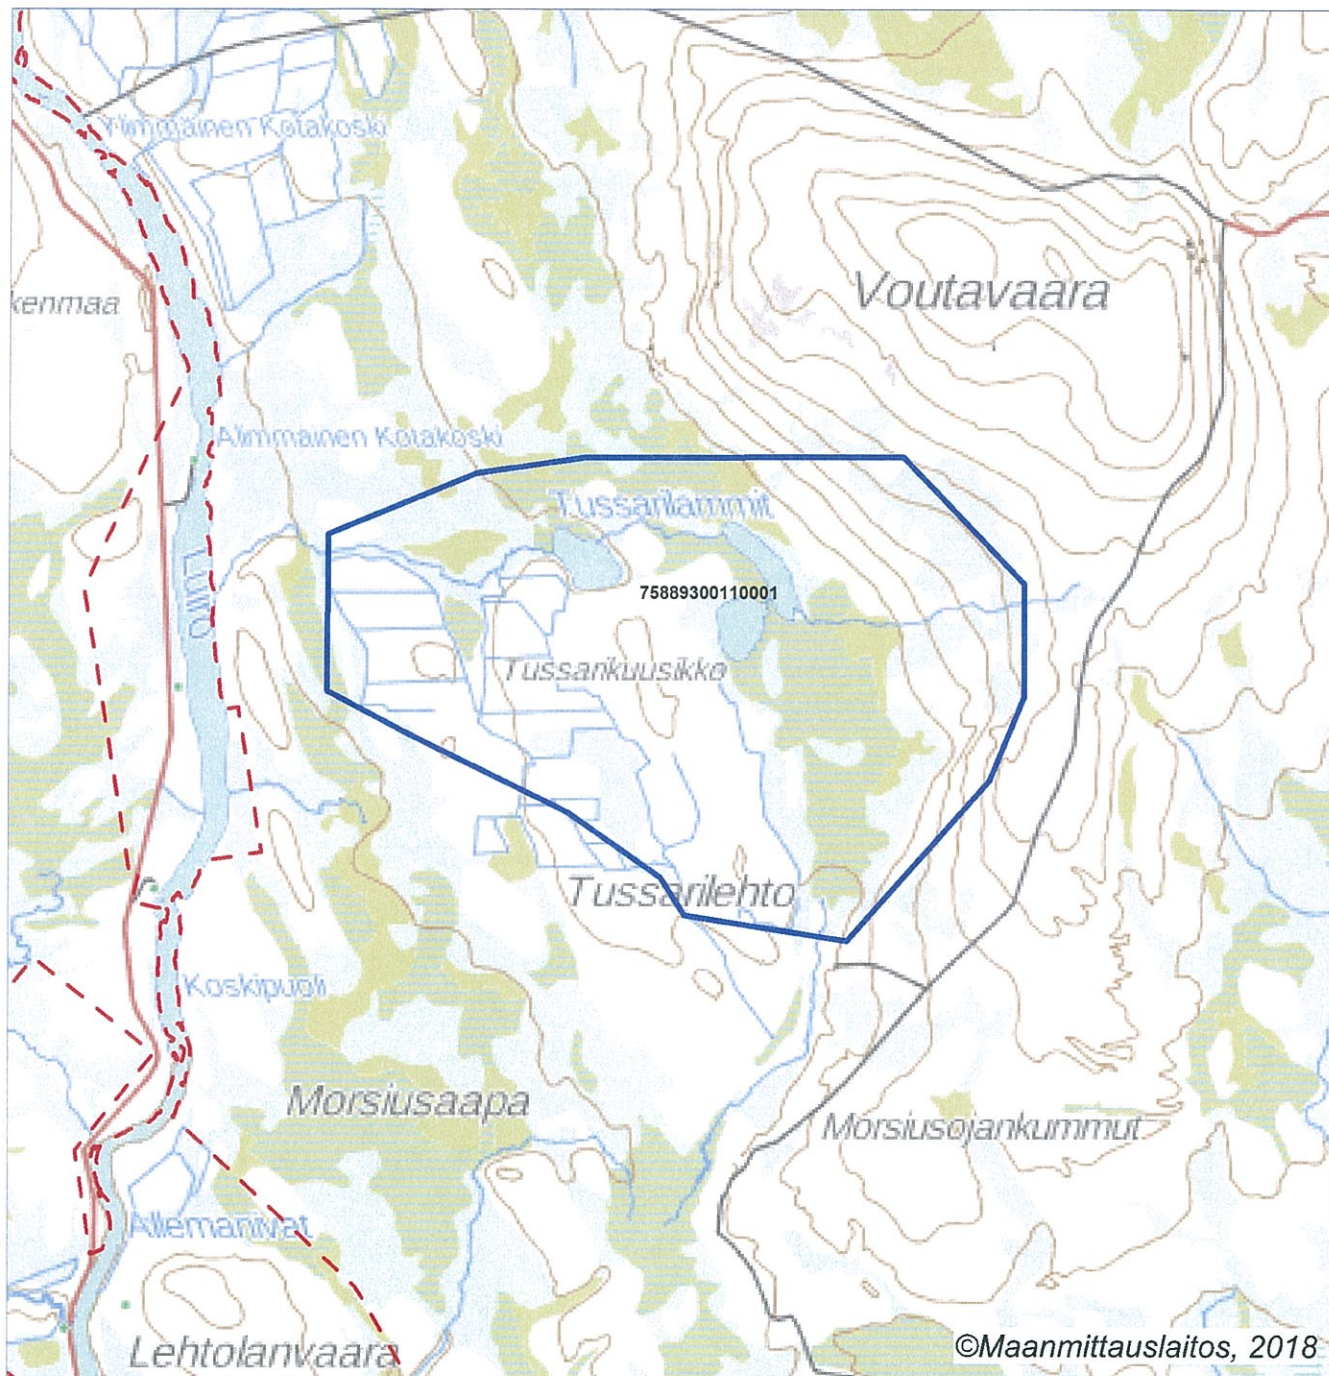 Ylimmäinen Kotakoski
Voutavaara
kenmaa
Alimmainen Kotakoski
Tussarilammit
Luiro
75889300110001
Tussarikuusikko
Tussarilehto
Koskipuoli
Morsiusaapa
Morsiusojankummut
Allemanivat
Lehtolanvaara
©Maanmittauslaitos, 2018